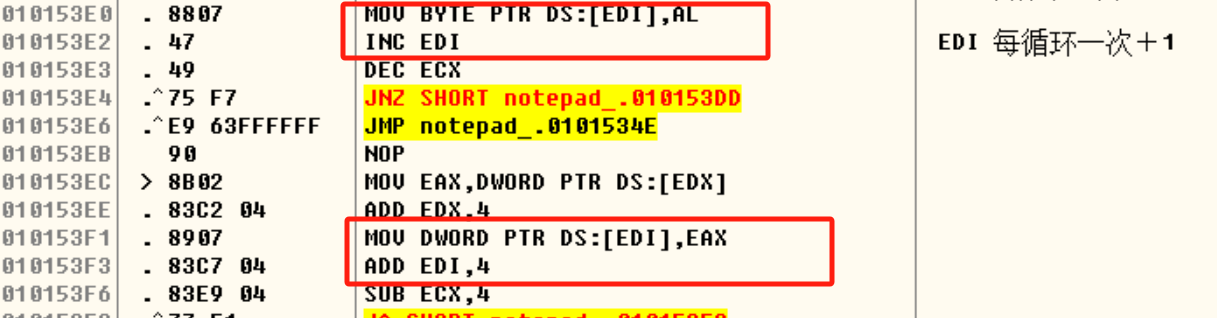 010153E0 . 8807 MOV BYTE PTR DS:[EDI],AL
010153E2 . 47 INC EDI EDI 每循环一次＋1
010153E3 . 49 DEC ECX
010153E4 .^75 F7 JNZ SHORT notepad_.010153DD
010153E6 .^E9 63FFFFFF JMP notepad_.0101534E
010153EB 90 NOP
010153EC > 8B02 MOV EAX,DWORD PTR DS:[EDX]
010153EE . 83C2 04 ADD EDX,4
010153F1 . 8907 MOV DWORD PTR DS:[EDI],EAX
010153F3 . 83C7 04 ADD EDI,4
010153F6 . 83E9 04 SUB ECX,4